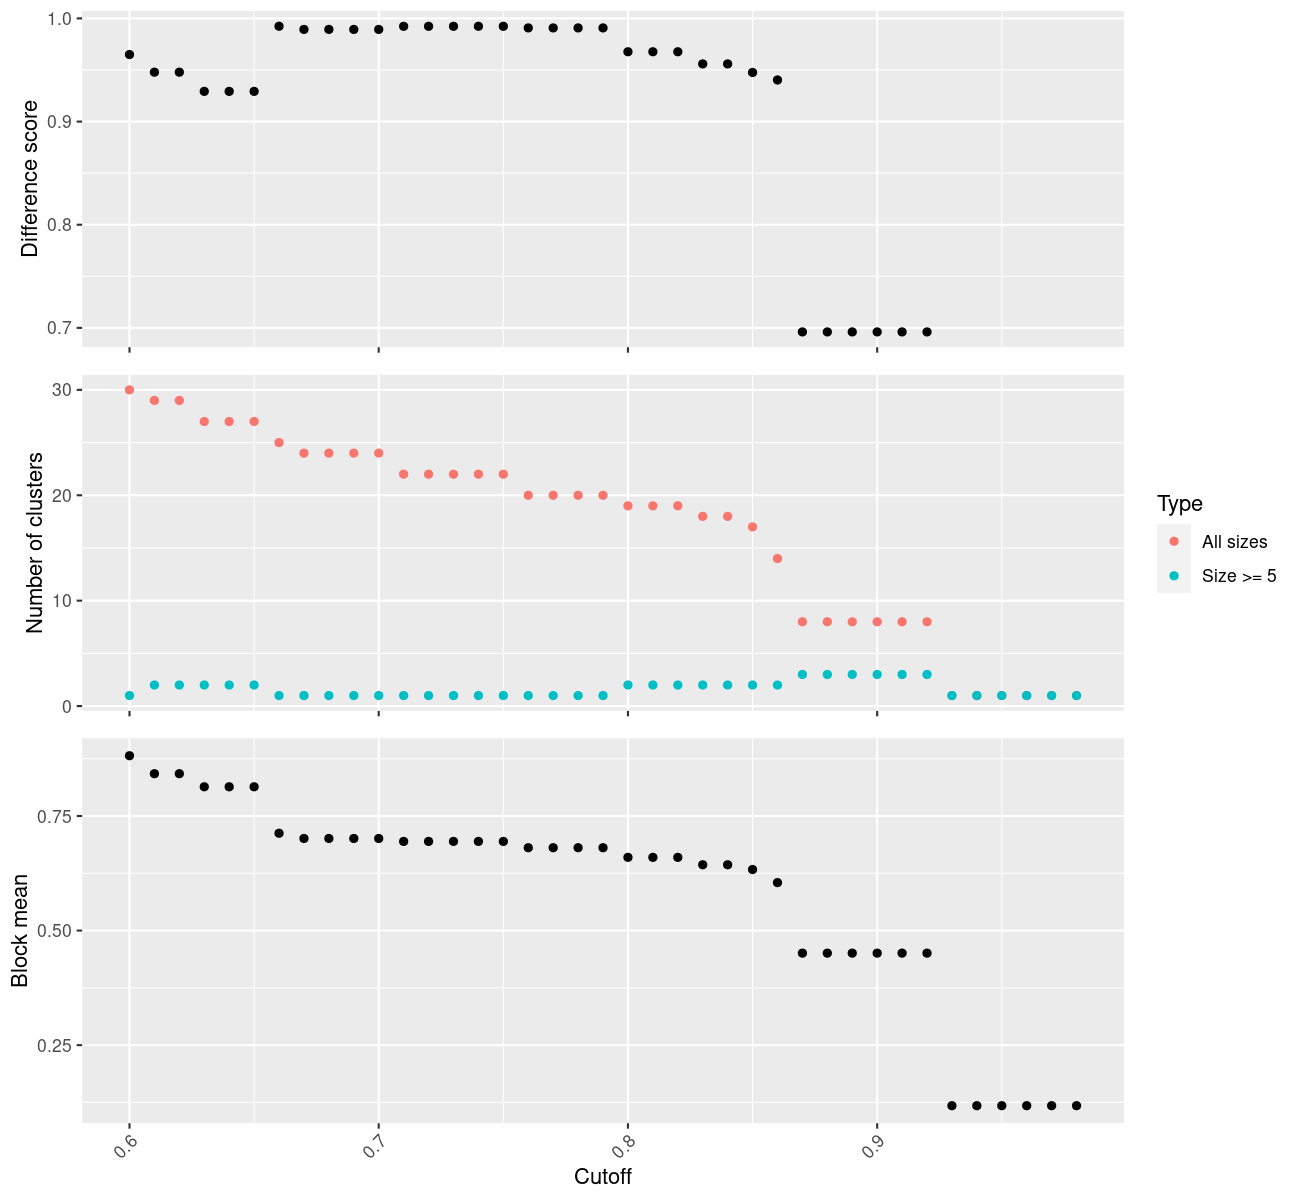 Difference score
1.0
0.9
0.8
0.7
Number of clusters
30
20
10
0
Type
All sizes
Size >= 5
Block mean
0.75
0.50
0.25
0.6
0.7
0.8
0.9
Cutoff